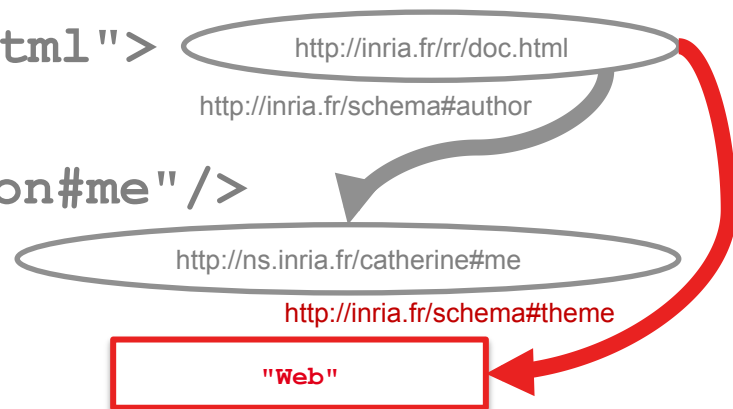 tml"> http://inria.fr/rr/doc.html
http://inria.fr/schema#author
on#me"/>
http://ns.inria.fr/catherine#me
http://inria.fr/schema#theme
"Web"